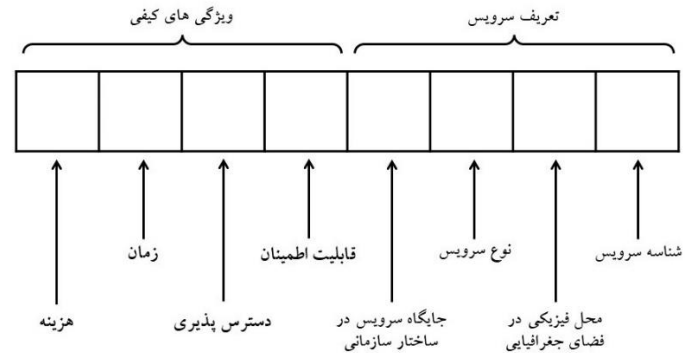 تعریف سرویس
ویژگی های کیفی
شناسه سرویس
محل فیزیکی در
فضای جغرافیایی
نوع سرویس
جایگاه سرویس در
ساختار سازمانی
قابلیت اطمینان
دسترس پذیری
زمان
هزینه